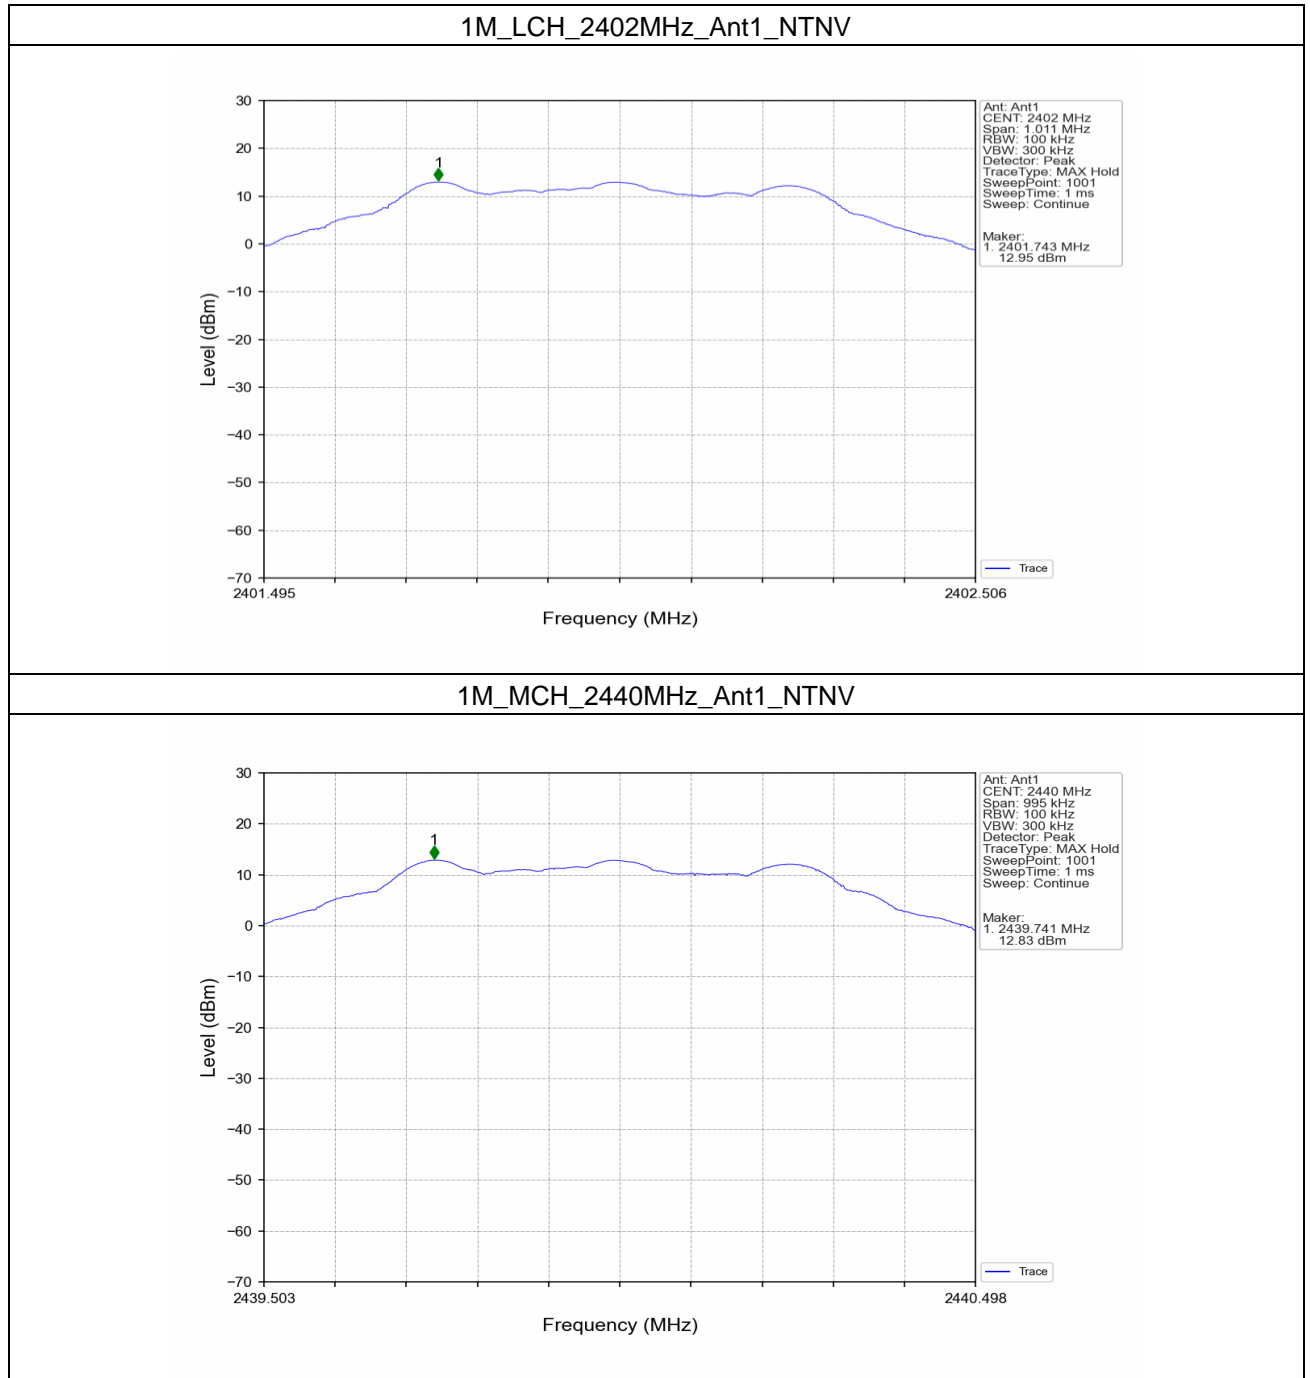 1M_LCH_2402MHz_Ant1_NTNV
30
20
10
0
−10
−20
−30
−40
−50
−60
−70
Level (dBm)
1
2401.495
2402.506
Frequency (MHz)
Ant: Ant1
CENT: 2402 MHz
Span: 1.011 MHz
RBW: 100 kHz
VBW: 300 kHz
Detector: Peak
TraceType: MAX Hold
SweepPoint: 1001
SweepTime: 1 ms
Sweep: Continue
Maker:
1. 2401.743 MHz
12.95 dBm
Trace
1M_MCH_2440MHz_Ant1_NTNV
30
20
10
0
−10
−20
−30
−40
−50
−60
−70
Level (dBm)
1
2439.503
2440.498
Frequency (MHz)
Ant: Ant1
CENT: 2440 MHz
Span: 995 kHz
RBW: 100 kHz
VBW: 300 kHz
Detector: Peak
TraceType: MAX Hold
SweepPoint: 1001
SweepTime: 1 ms
Sweep: Continue
Maker:
1. 2439.741 MHz
12.83 dBm
Trace